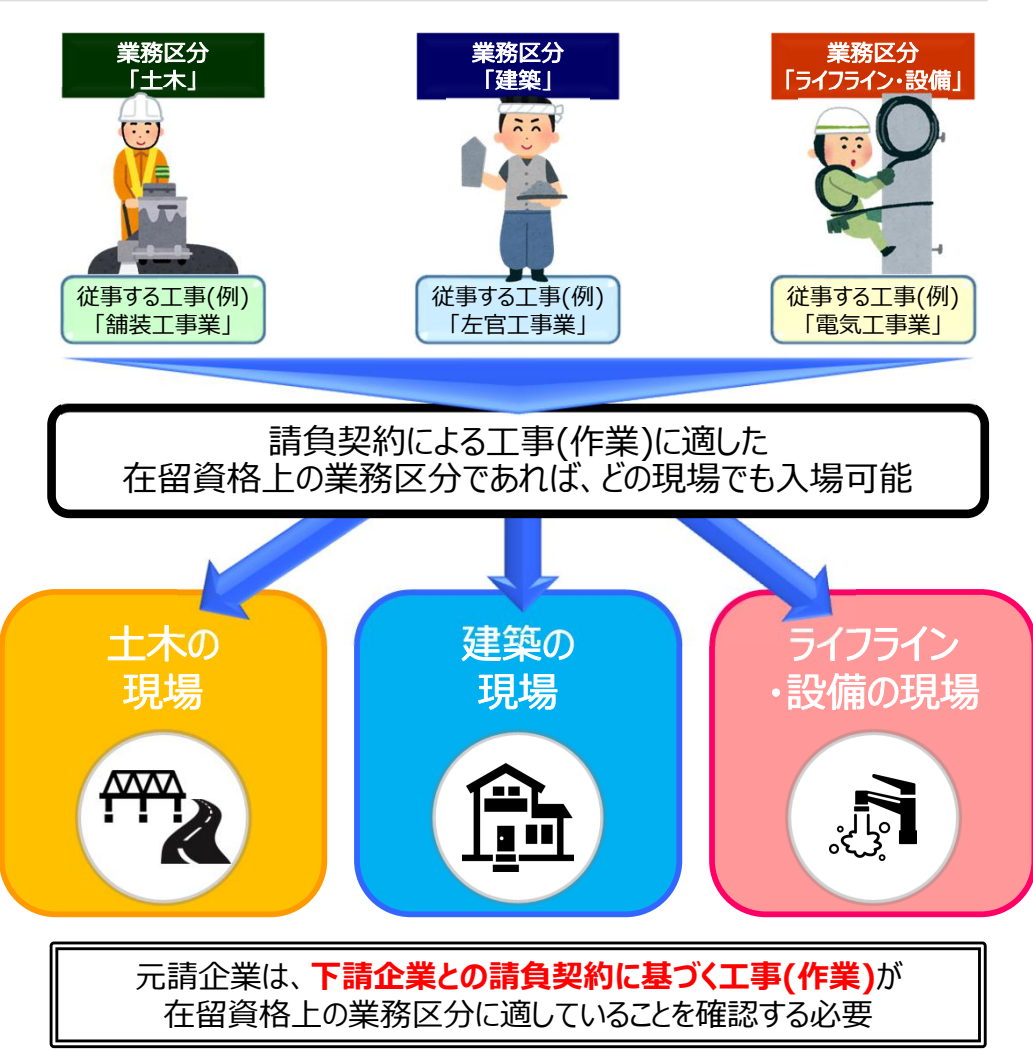 業務区分
「土木」
業務区分
「建築」
業務区分
「ライフライン・設備」
従事する工事(例)
「舗装工事業」
従事する工事(例)
「左官工事業」
従事する工事(例)
「電気工事業」
請負契約による工事(作業)に適した
在留資格上の業務区分であれば、どの現場でも入場可能
土木の
現場
建築の
現場
ライフライン
・設備の現場
元請企業は、下請企業との請負契約に基づく工事(作業)が
在留資格上の業務区分に適していることを確認する必要